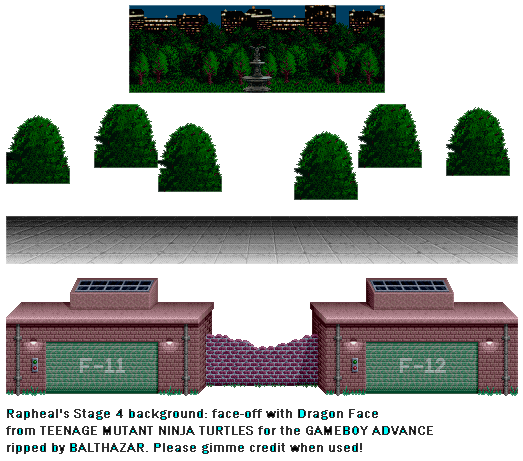 F-11
F-12
Rapheal's Stage 4 background: face-off with Dragon Face
from TEENAGE MUTANT NINJA TURTLES for the GAMEBOY ADVANCE
ripped by BALTHAZAR. Please gimme credit when used!